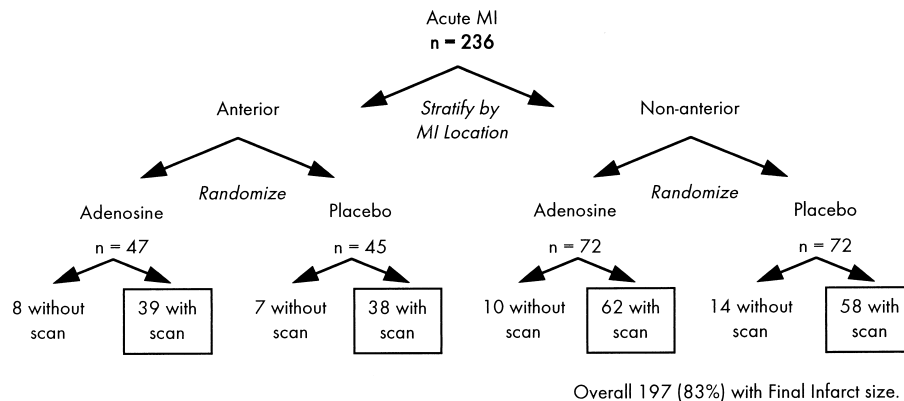 Acute MI
n = 236
Anterior
Stratify by
MI Location
Non-anterior
Randomize
Randomize
Adenosine
n = 47
Placebo
n = 45
Adenosine
n = 72
Placebo
n = 72
8 without
scan
39 with
scan
7 without
scan
38 with
scan
10 without
scan
62 with
scan
14 without
scan
58 with
scan
Overall 197 (83%) with Final Infarct size.